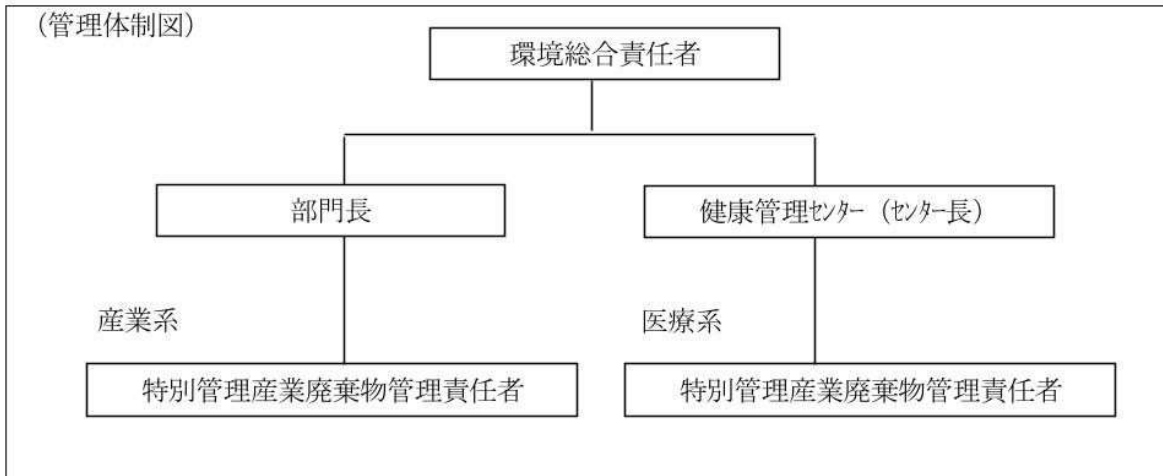 (管理体制図)
環境総合責任者
部門長
健康管理ｾﾝﾀｰ (ｾﾝﾀｰ長)
産業系
医療系
特別管理産業廃棄物管理責任者
特別管理産業廃棄物管理責任者